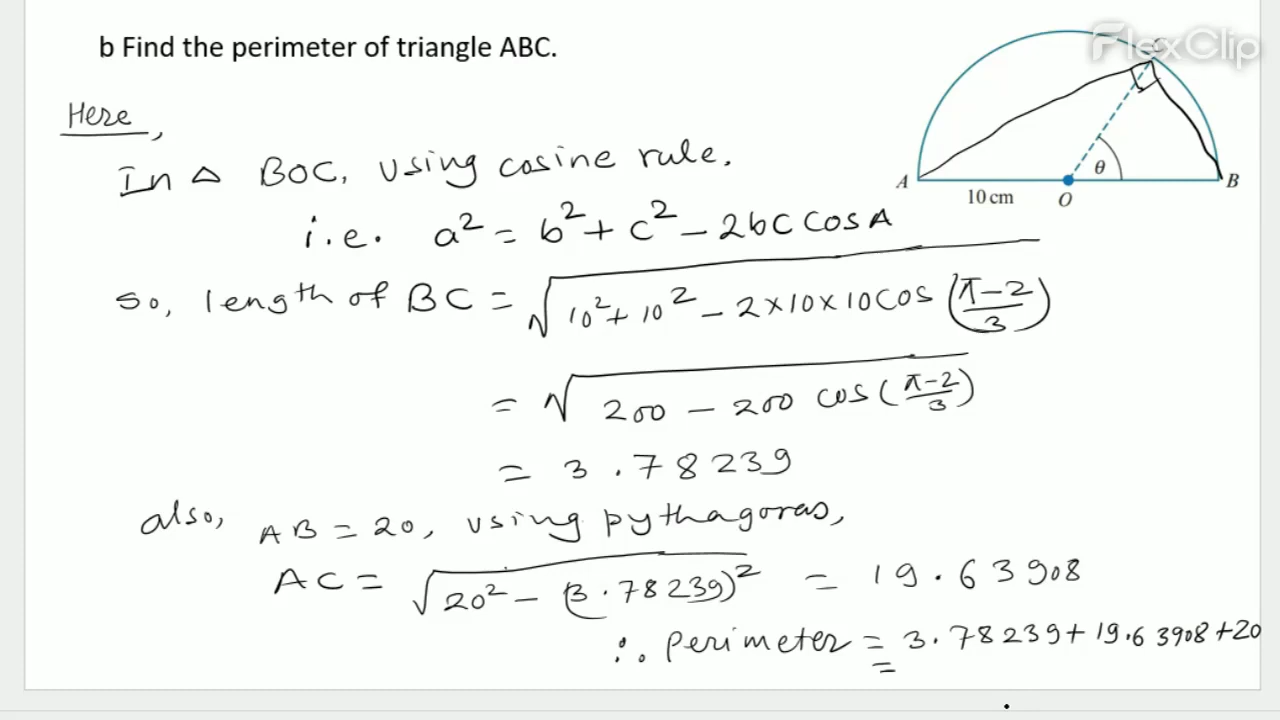 b Find the perimeter of triangle ABC.
FlexClip
Here,
In △ BOC, using cosine rule.
i.e. a² = b² + c² - 2bc cos A
so, length of BC = √(10² + 10² - 2×10×10 cos ((π-2)/3))
= √(200 - 200 cos ((π-2)/3))
= 3.78239
also, AB = 20, using pythagoras,
AC = √(20² - (3.78239)²) = 19.63908
∴ perimeter = 3.78239 + 19.63908 + 20
=
θ
A B
10 cm O